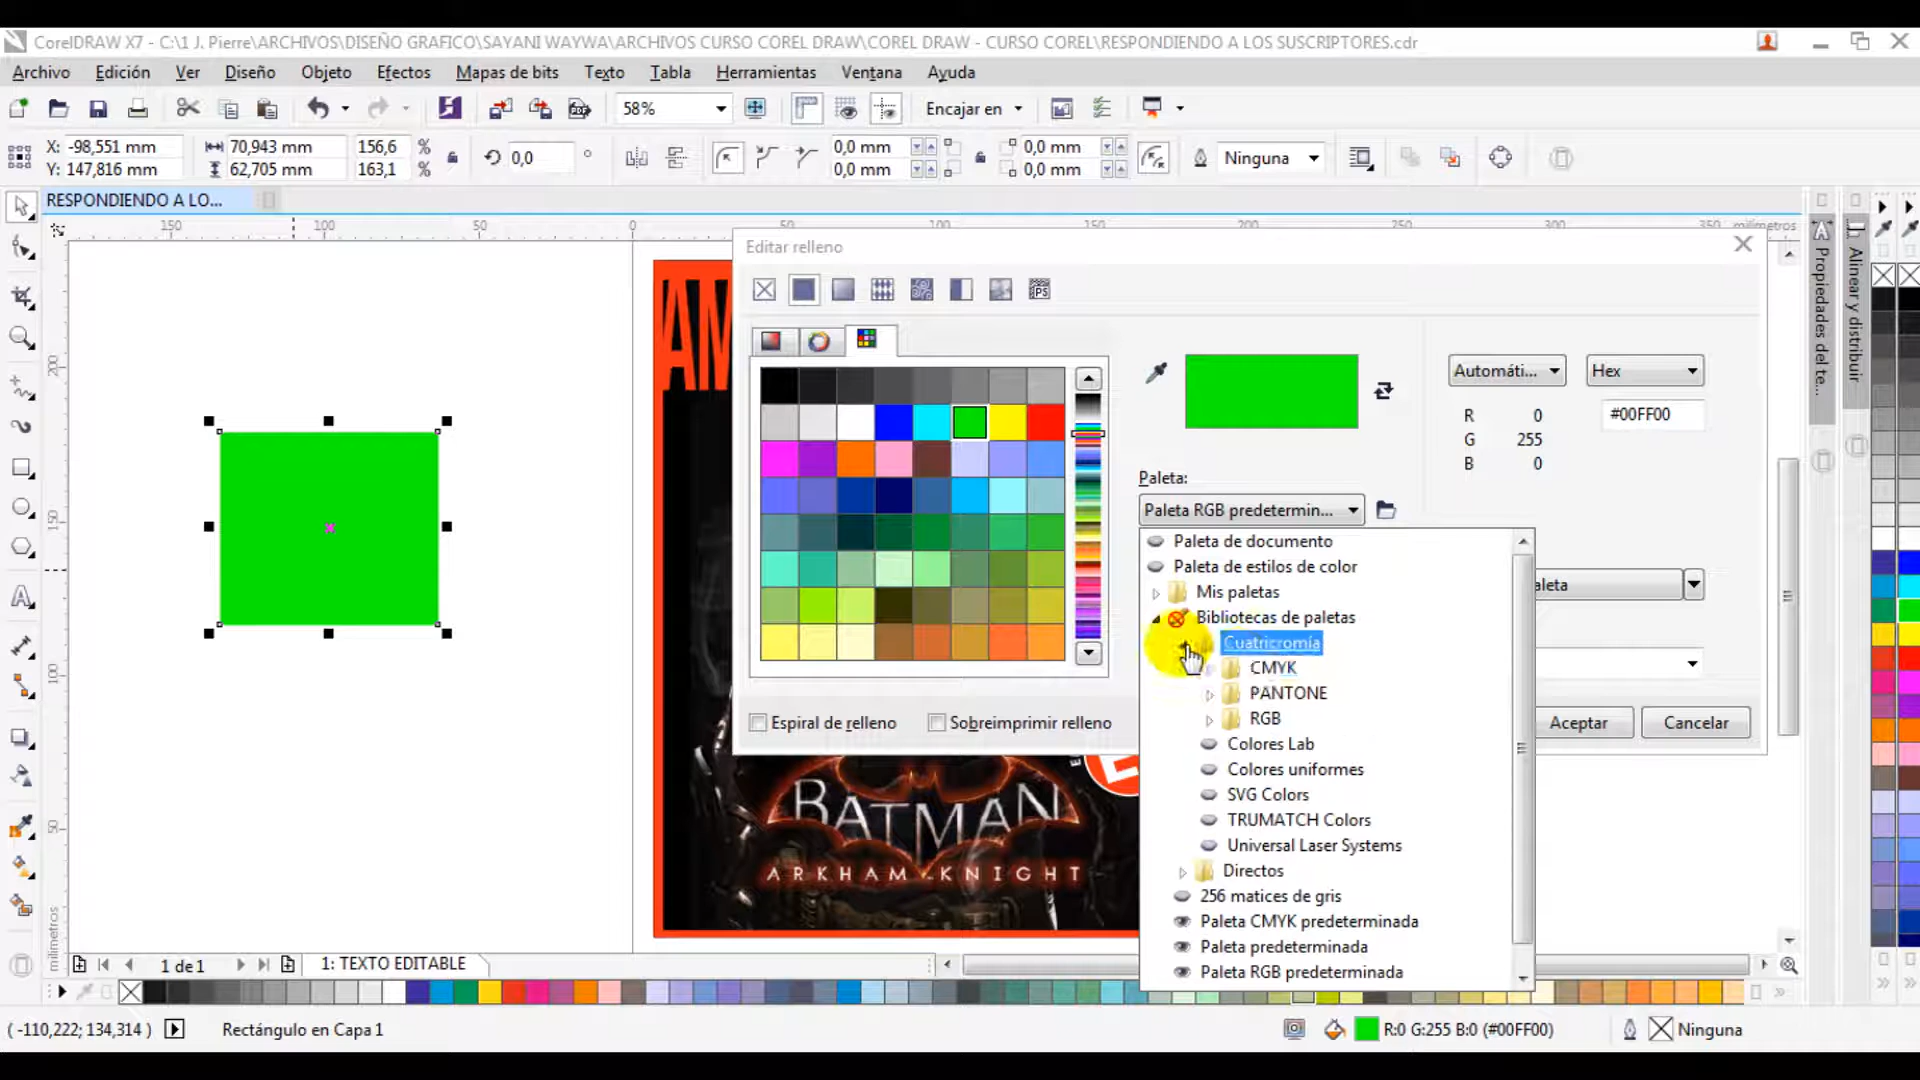 CorelDRAW X7 - C:\1 J. Pierre\ARCHIVOS\DISEÑO GRAFICO\SAYANI WAYWA\ARCHIVOS CURSO COREL DRAW\COREL DRAW - CURSO COREL\RESPONDIENDO A LOS SUSCRIPTORES.cdr
Archivo Edición Ver Diseño Objeto Efectos Mapas de bits Texto Tabla Herramientas Ventana Ayuda
58% Encajar en
X: -98,551 mm 70,943 mm 156,6 % 0,0 ° 0,0 mm 0,0 mm Ninguna
Y: 147,816 mm 62,705 mm 163,1 % 0,0 mm 0,0 mm
RESPONDIENDO A LO...
150 100 50 0 50 100 150 200 250 300 350 milímetros
200
150
100
50
milímetros
AM
Editar relleno
PS
Automáti... Hex
R 0 #00FF00
G 255
B 0
Paleta:
Paleta RGB predetermin...
Paleta de documento
Paleta de estilos de color
Mis paletas
aleta
Bibliotecas de paletas
Cuatricromía
CMYK
PANTONE
RGB
Colores Lab
Colores uniformes
SVG Colors
TRUMATCH Colors
Universal Laser Systems
Directos
256 matices de gris
Paleta CMYK predeterminada
Paleta predeterminada
Paleta RGB predeterminada
Espiral de relleno Sobreimprimir relleno
Aceptar Cancelar
BATMAN
ARKHAM KNIGHT
Propiedades del te...
Alinear y distribuir
1 de 1 1: TEXTO EDITABLE
( -110,222; 134,314 ) Rectángulo en Capa 1 R:0 G:255 B:0 (#00FF00) Ninguna